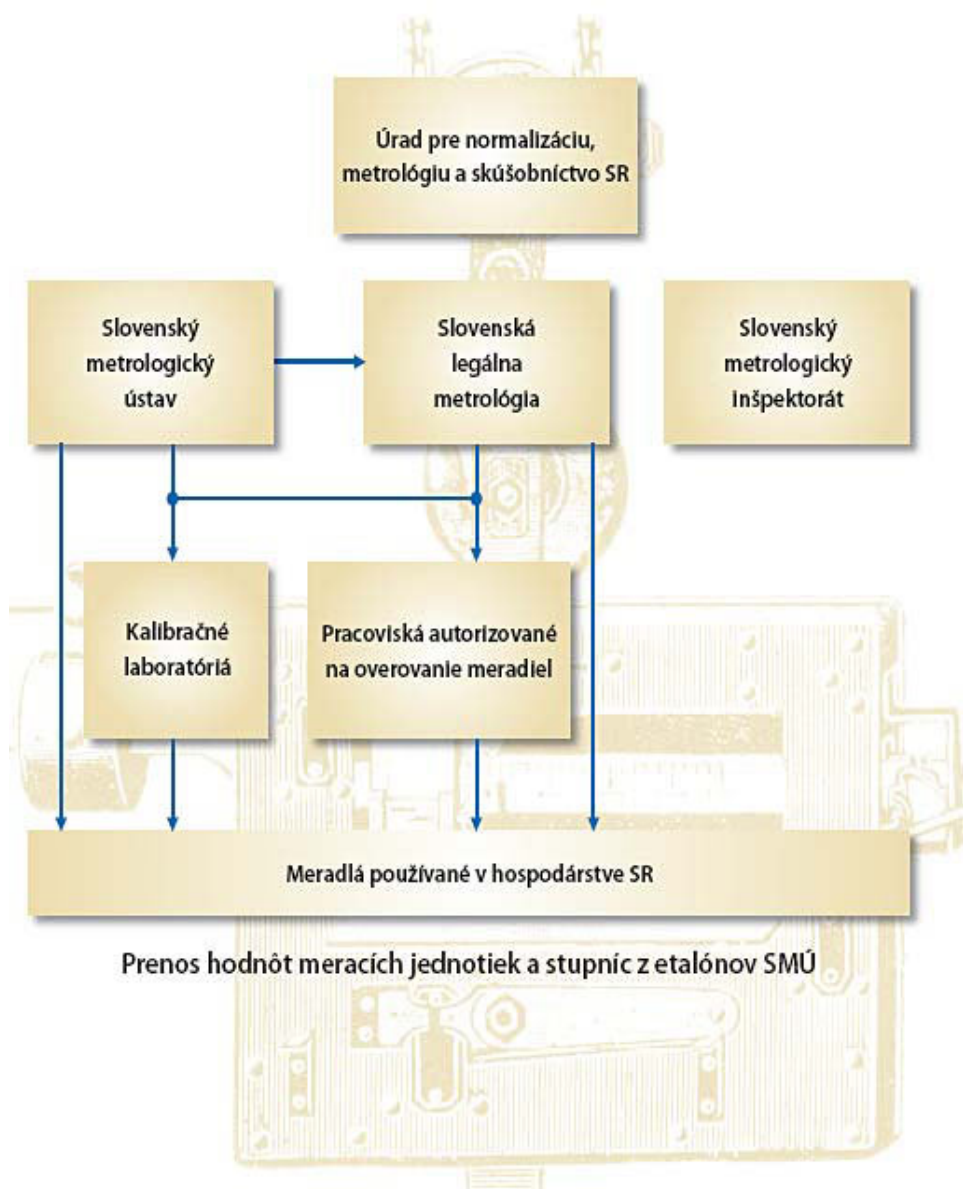 Úrad pre normalizáciu,
metrológiu a skúšobníctvo SR
Slovenský
metrologický
ústav
Slovenská
legálna
metrológia
Slovenský
metrologický
inšpektorát
Kalibračné
laboratóriá
Pracoviská autorizované
na overovanie meradiel
Meradlá používané v hospodárstve SR
Prenos hodnôt meracích jednotiek a stupníc z etalónov SMÚ